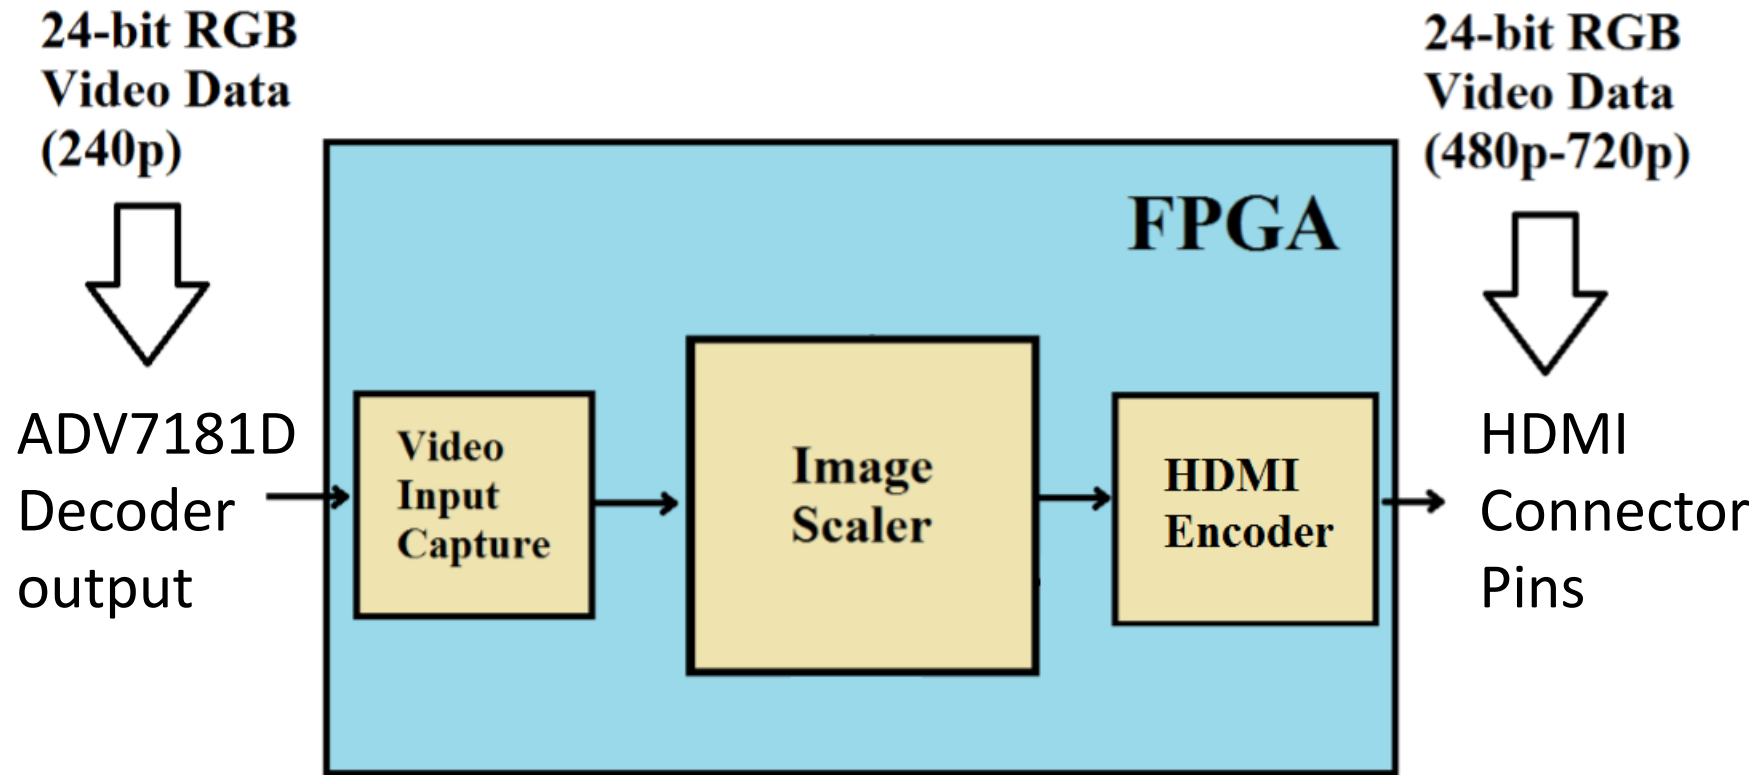 24-bit RGB
Video Data
(240p)
24-bit RGB
Video Data
(480p-720p)
FPGA
ADV7181D
Decoder
output
Video
Input
Capture
Image
Scaler
HDMI
Encoder
HDMI
Connector
Pins